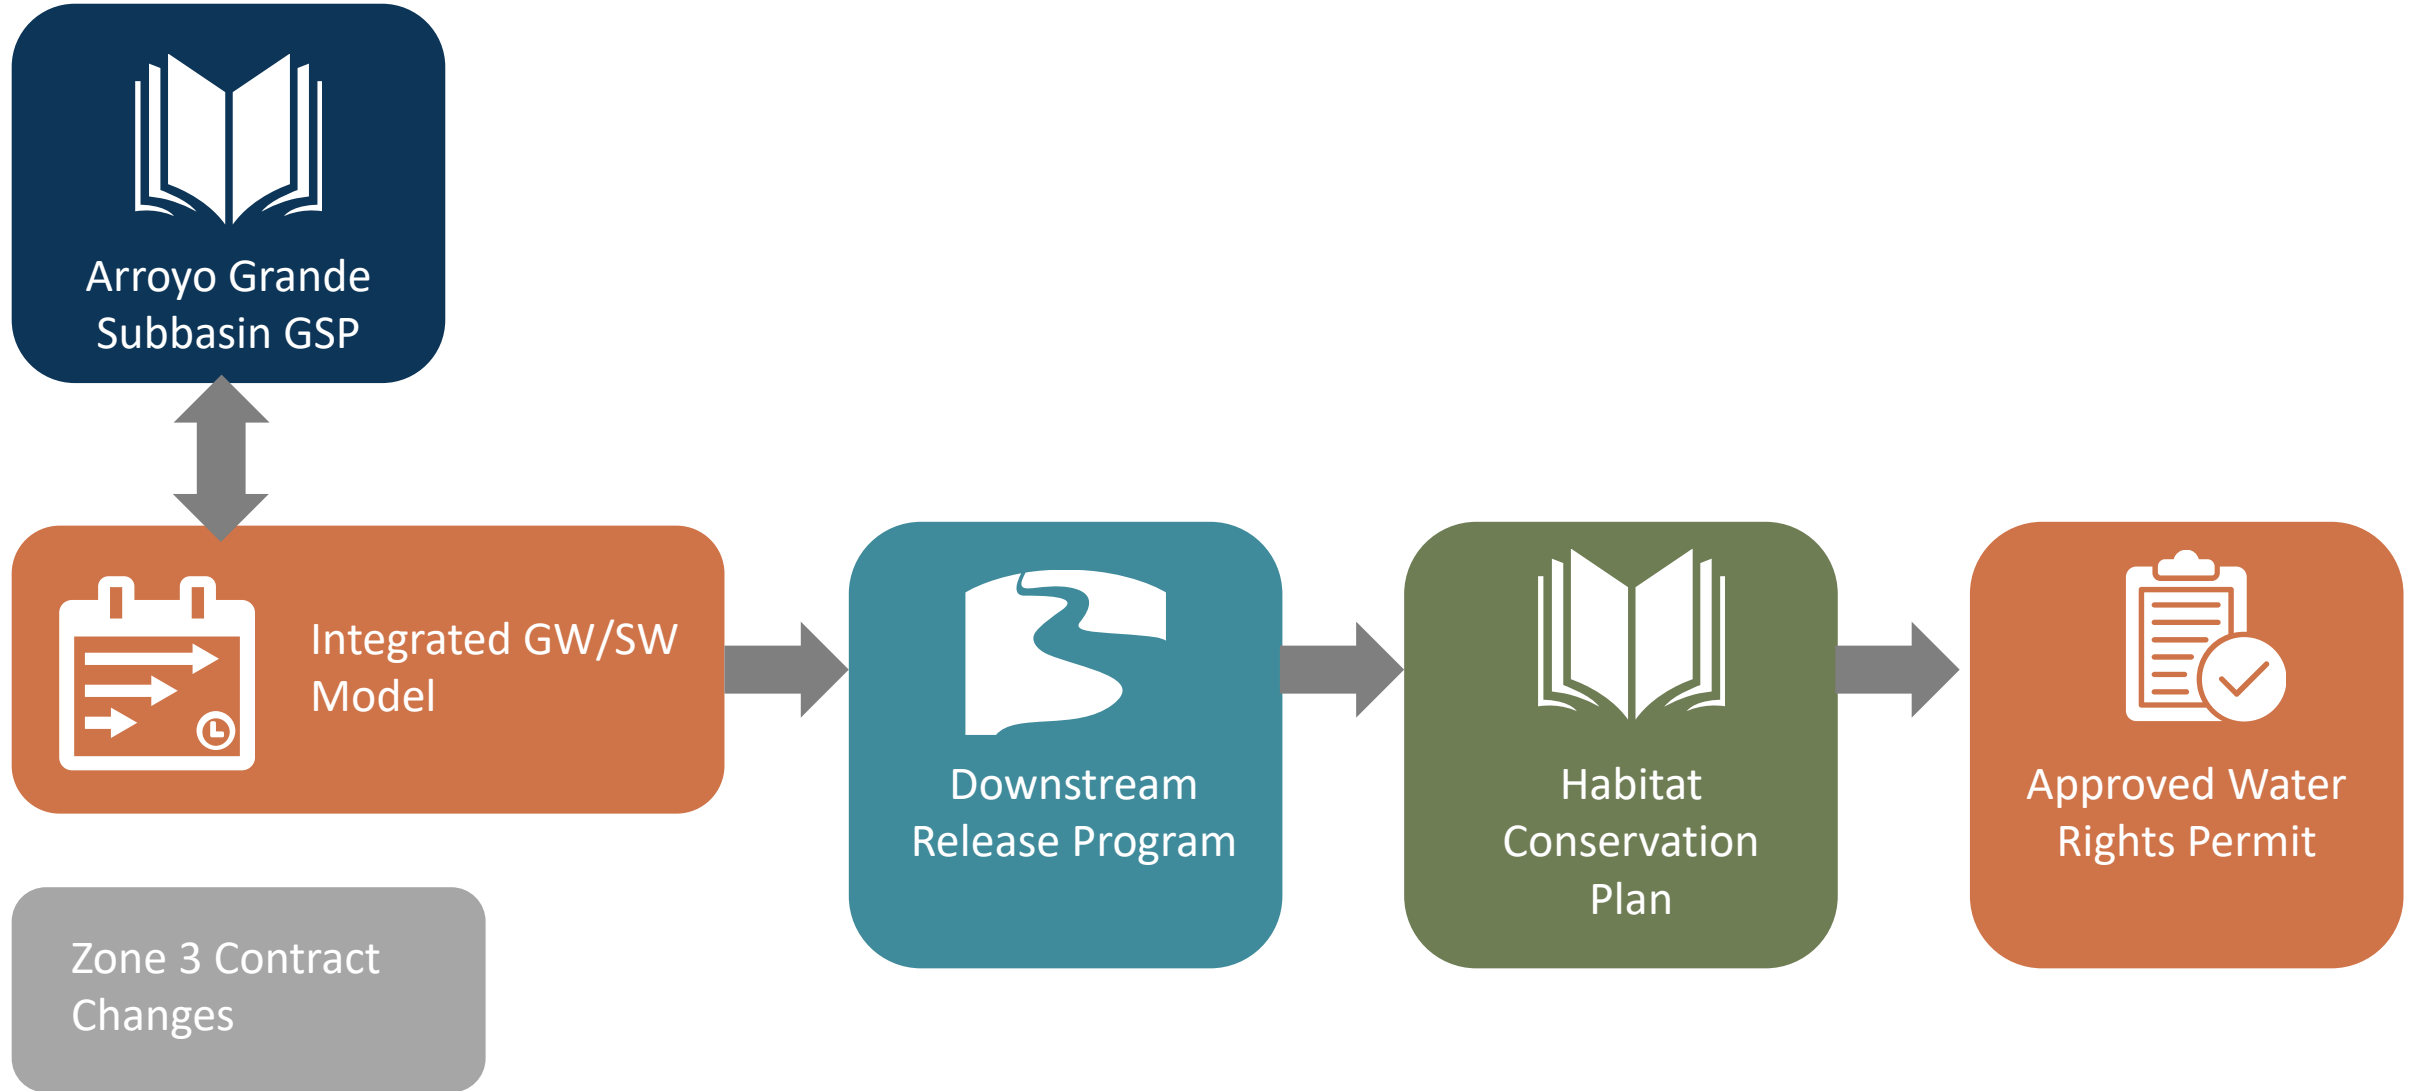 Arroyo Grande
Subbasin GSP
Integrated GW/SW
Model
Downstream
Release Program
Habitat
Conservation
Plan
Approved Water
Rights Permit
Zone 3 Contract
Changes